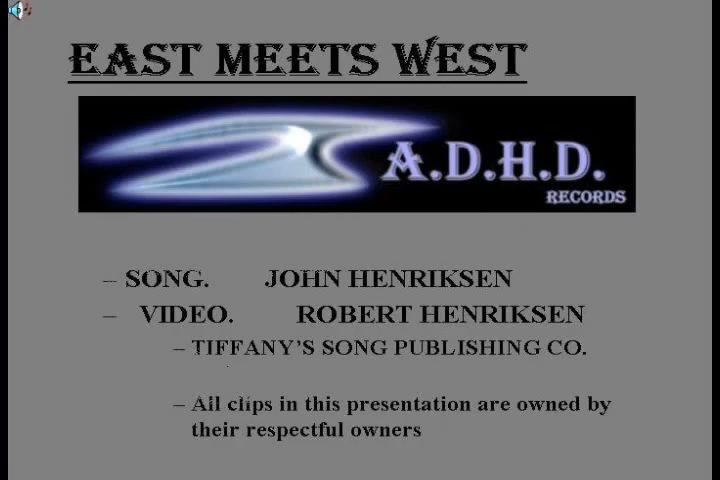 EAST MEETS WEST
A.D.H.D.
RECORDS
– SONG. JOHN HENRIKSEN
– VIDEO. ROBERT HENRIKSEN
– TIFFANY'S SONG PUBLISHING CO.
– All clips in this presentation are owned by
their respectful owners